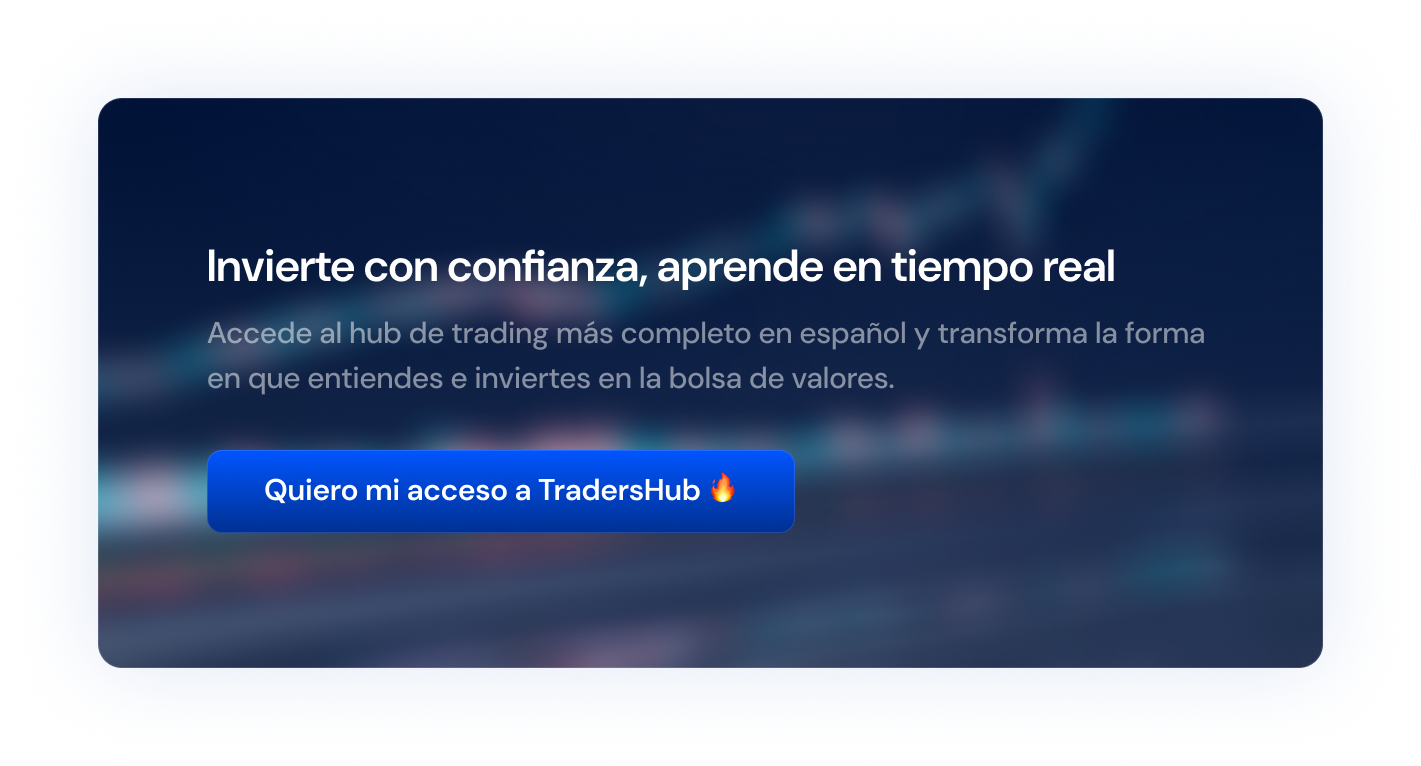 Invierte con confianza, aprende en tiempo real
Accede al hub de trading más completo en español y transforma la forma
en que entiendes e inviertes en la bolsa de valores.
Quiero mi acceso a TradersHub 🔥